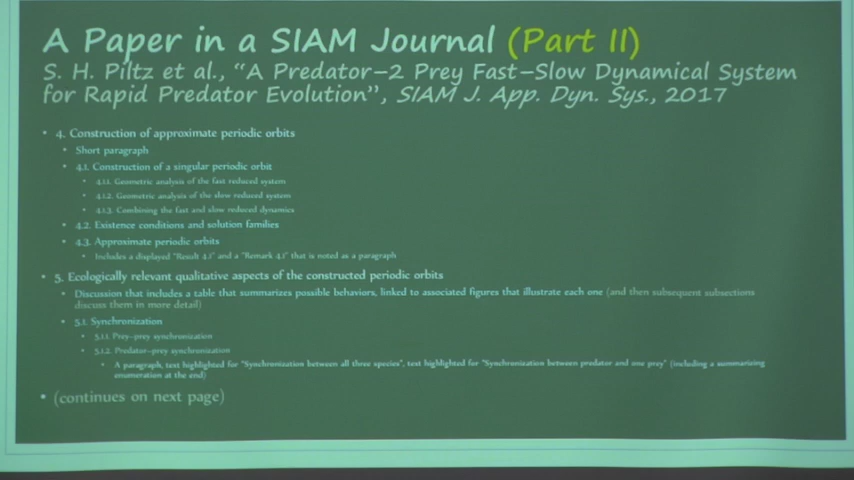 A Paper in a SIAM Journal (Part II)
S. H. Piltz et al., “A Predator–2 Prey Fast–Slow Dynamical System
for Rapid Predator Evolution”, SIAM J. App. Dyn. Sys., 2017
• 4. Construction of approximate periodic orbits
• Short paragraph
• 4.1. Construction of a singular periodic orbit
• 4.1.1. Geometric analysis of the fast reduced system
• 4.1.2. Geometric analysis of the slow reduced system
• 4.1.3. Combining the fast and slow reduced dynamics
• 4.2. Existence conditions and solution families
• 4.3. Approximate periodic orbits
• Includes a displayed "Result 4.1" and a "Remark 4.1" that is noted as a paragraph
• 5. Ecologically relevant qualitative aspects of the constructed periodic orbits
• Discussion that includes a table that summarizes possible behaviors, linked to associated figures that illustrate each one (and then subsequent subsections
discuss them in more detail)
• 5.1. Synchronization
• 5.1.1. Prey–prey synchronization
• 5.1.2. Predator–prey synchronization
• A paragraph, text highlighted for "Synchronization between all three species", text highlighted for "Synchronization between predator and one prey" (including a summarizing
enumeration at the end)
• (continues on next page)